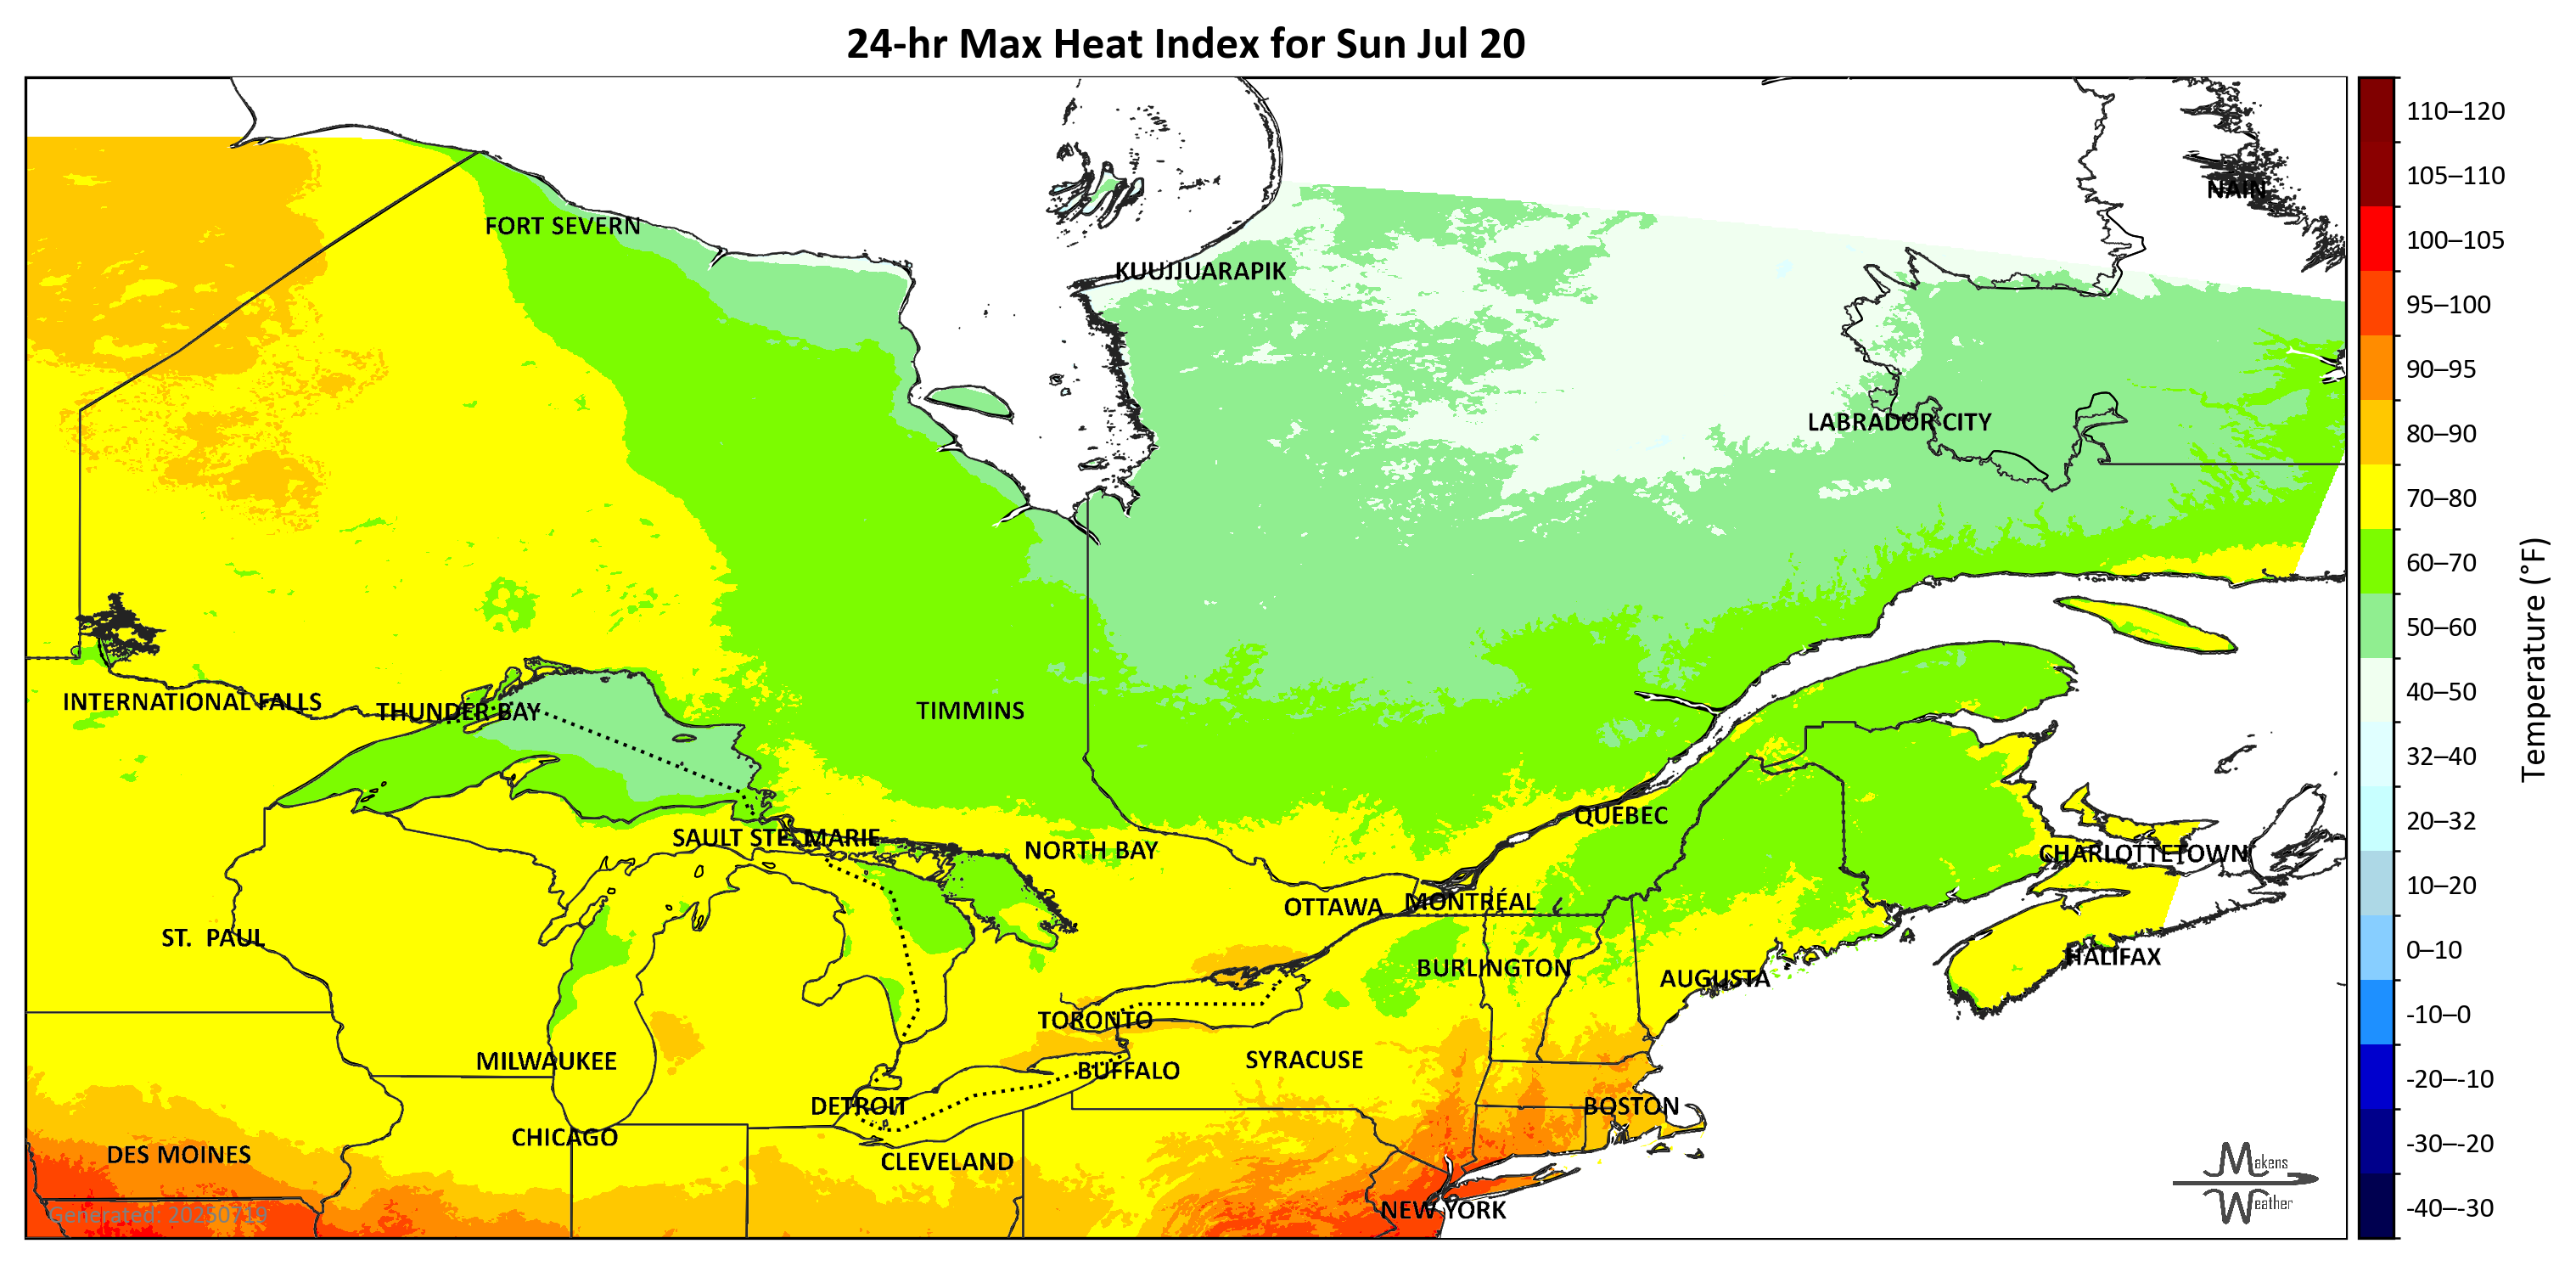 24-hr Max Heat Index for Sun Jul 20
110–120
105–110
NAIN
FORT SEVERN
100–105
KUUJJUARAPIK
95–100
90–95
LABRADOR CITY
80–90
70–80
60–70
50–60
Temperature (°F)
INTERNATIONAL FALLS
THUNDER BAY
TIMMINS
40–50
32–40
QUEBEC
20–32
SAULT STE. MARIE
NORTH BAY
CHARLOTTETOWN
10–20
OTTAWA
MONTRÉAL
ST. PAUL
0–10
HALIFAX
BURLINGTON
AUGUSTA
TORONTO
-10–0
MILWAUKEE
SYRACUSE
BUFFALO
-20–-10
DETROIT
BOSTON
CHICAGO
-30–-20
DES MOINES
CLEVELAND
Makens
Weather
NEW YORK
-40–-30
Generated: 20250719